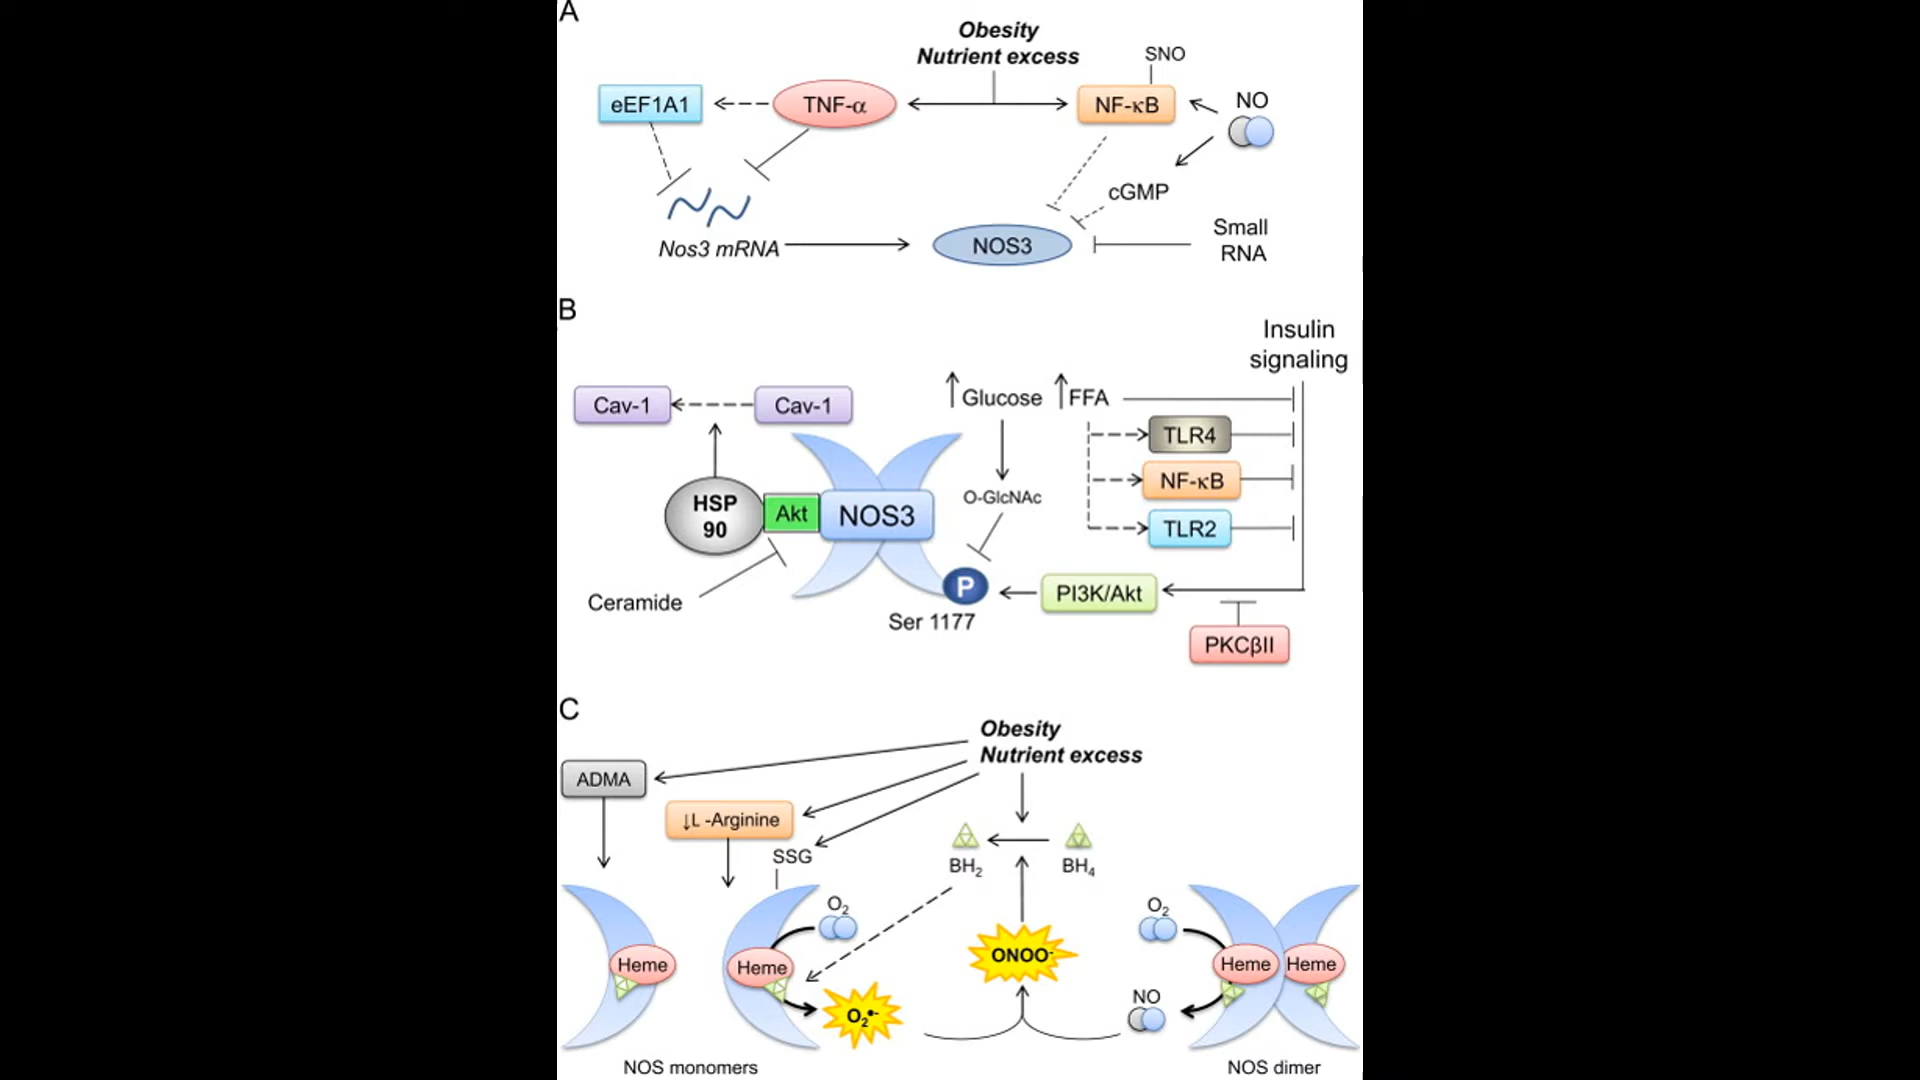 A
Obesity
Nutrient excess
SNO
eEF1A1
TNF-α
NF-κB
NO
cGMP
Small
RNA
Nos3 mRNA
NOS3
B
Insulin
signaling
Cav-1
Cav-1
Glucose
FFA
TLR4
NF-κB
TLR2
HSP
90
Akt
NOS3
O-GlcNAc
Ceramide
P
Ser 1177
PI3K/Akt
PKCβII
C
Obesity
Nutrient excess
ADMA
↓L -Arginine
SSG
BH₂
BH₄
O₂
O₂
Heme
Heme
ONOO⁻
Heme
Heme
O₂•⁻
NO
NOS monomers
NOS dimer